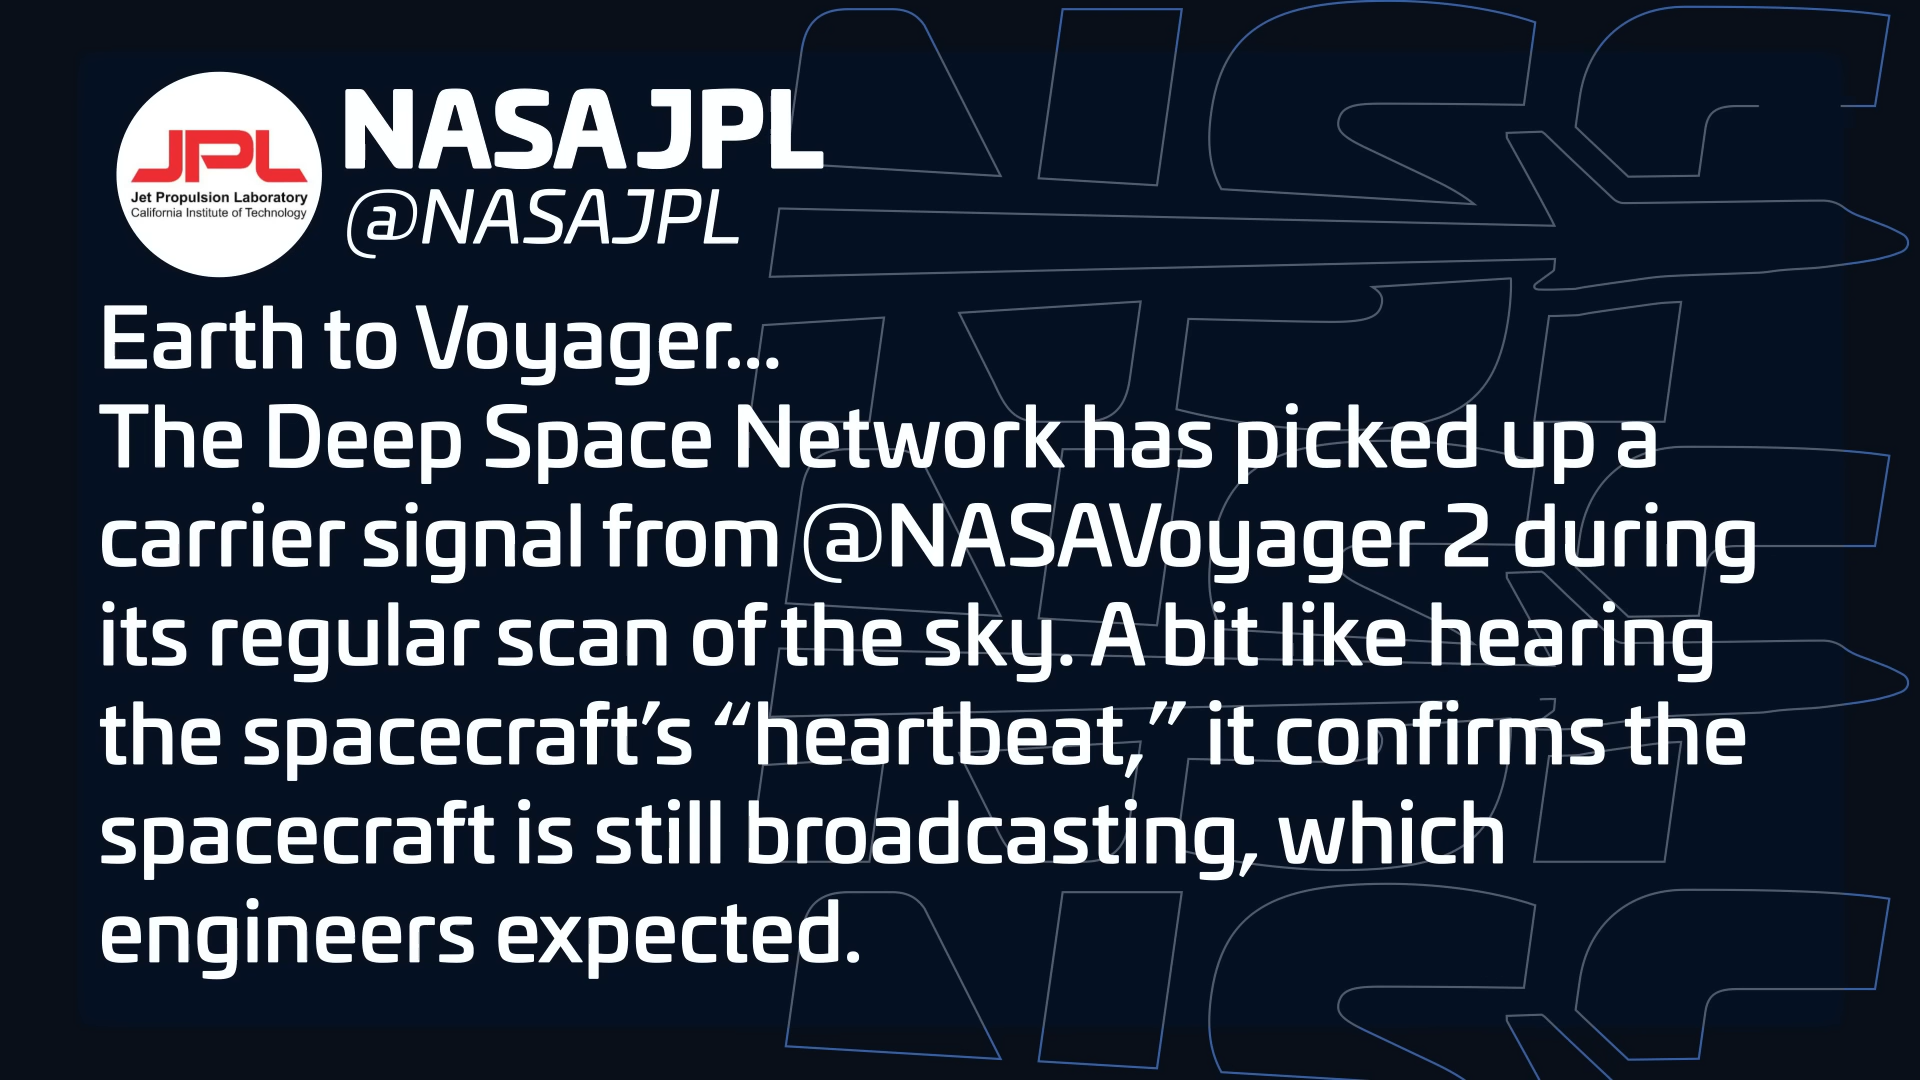 JPL
Jet Propulsion Laboratory
California Institute of Technology
NASA JPL
@NASAJPL
Earth to Voyager...
The Deep Space Network has picked up a
carrier signal from @NASAVoyager 2 during
its regular scan of the sky. A bit like hearing
the spacecraft’s “heartbeat,” it confirms the
spacecraft is still broadcasting, which
engineers expected.